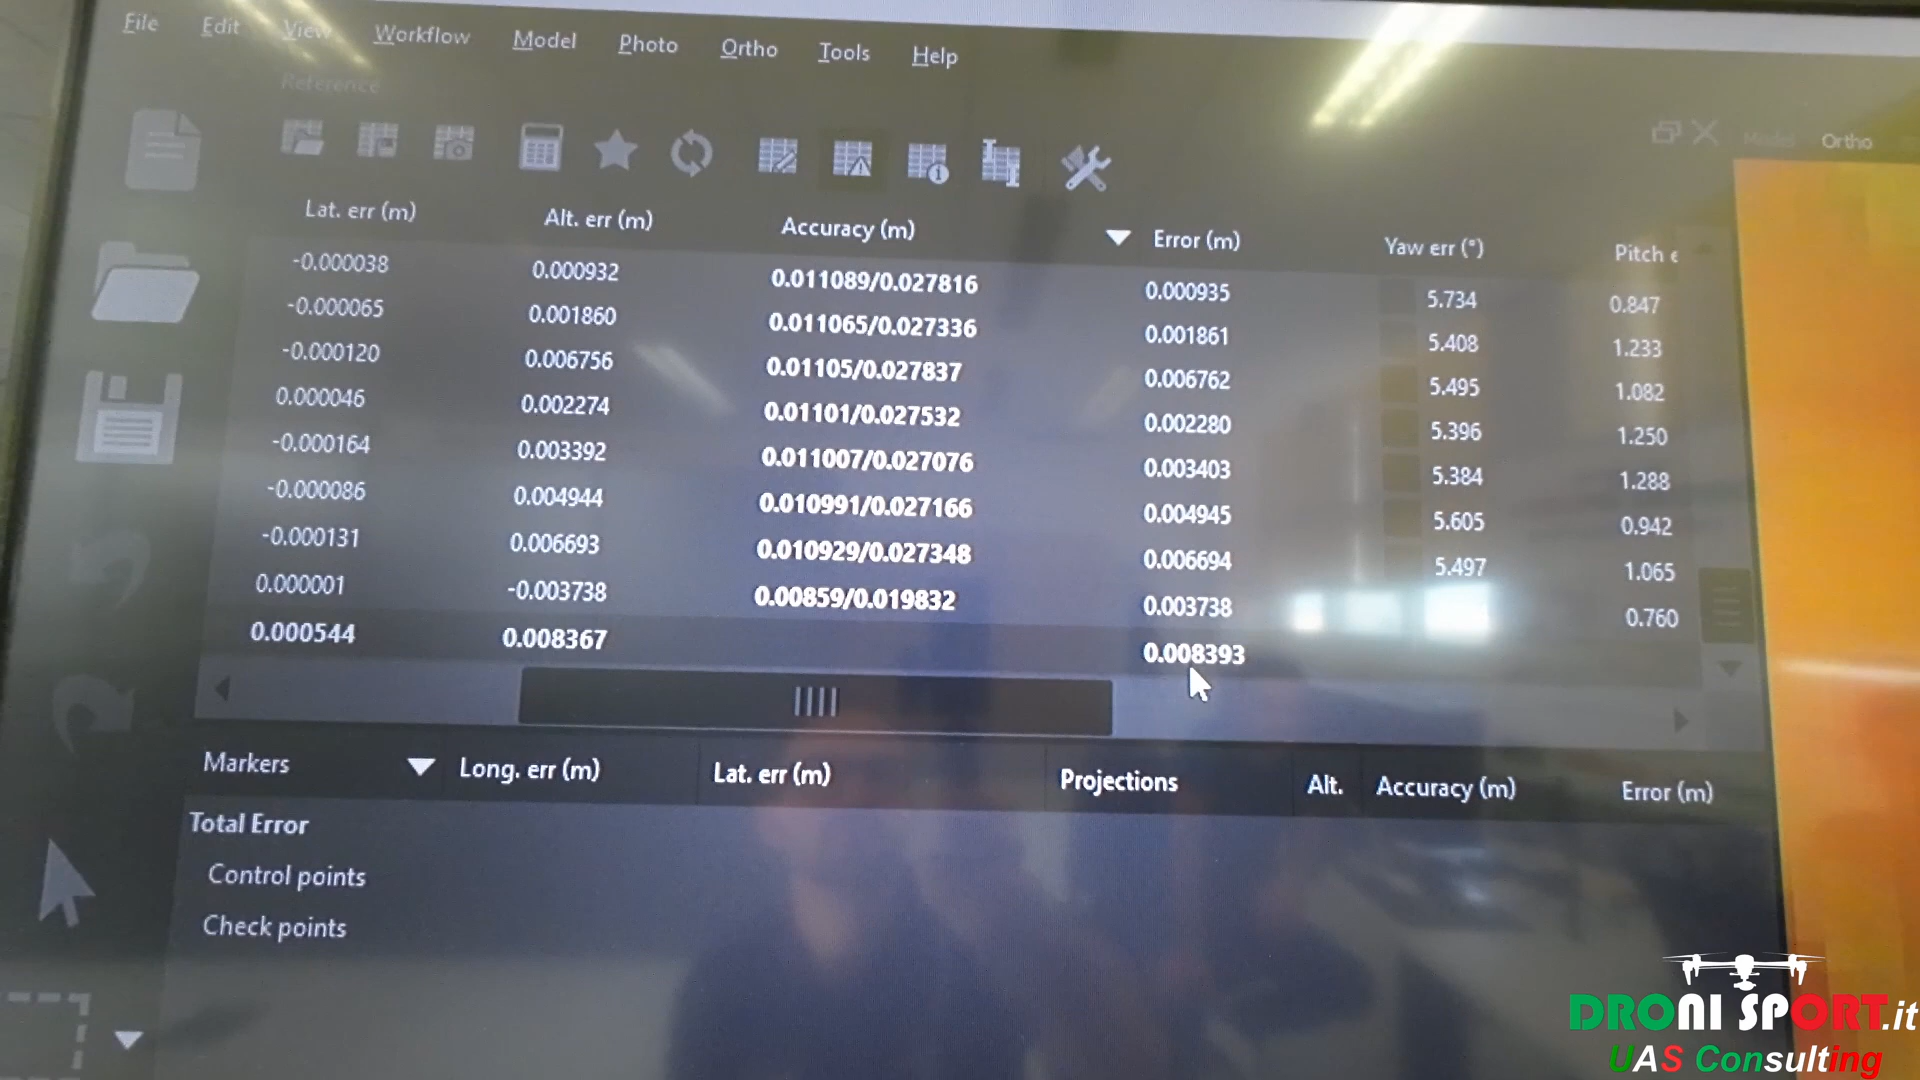 File Edit View Workflow Model Photo Ortho Tools Help
Reference
Model Ortho
Lat. err (m) Alt. err (m) Accuracy (m) Error (m) Yaw err (°) Pitch e
-0.000038 0.000932 0.011089/0.027816 0.000935 5.734 0.847
-0.000065 0.001860 0.011065/0.027336 0.001861 5.408 1.233
-0.000120 0.006756 0.01105/0.027837 0.006762 5.495 1.082
0.000046 0.002274 0.01101/0.027532 0.002280 5.396 1.250
-0.000164 0.003392 0.011007/0.027076 0.003403 5.384 1.288
-0.000086 0.004944 0.010991/0.027166 0.004945 5.605 0.942
-0.000131 0.006693 0.010929/0.027348 0.006694 5.497 1.065
0.000001 -0.003738 0.00859/0.019832 0.003738 0.760
0.000544 0.008367 0.008393
Markers Long. err (m) Lat. err (m) Projections Alt. Accuracy (m) Error (m)
Total Error
Control points
Check points
DRONI SPORT.it
UAS Consulting